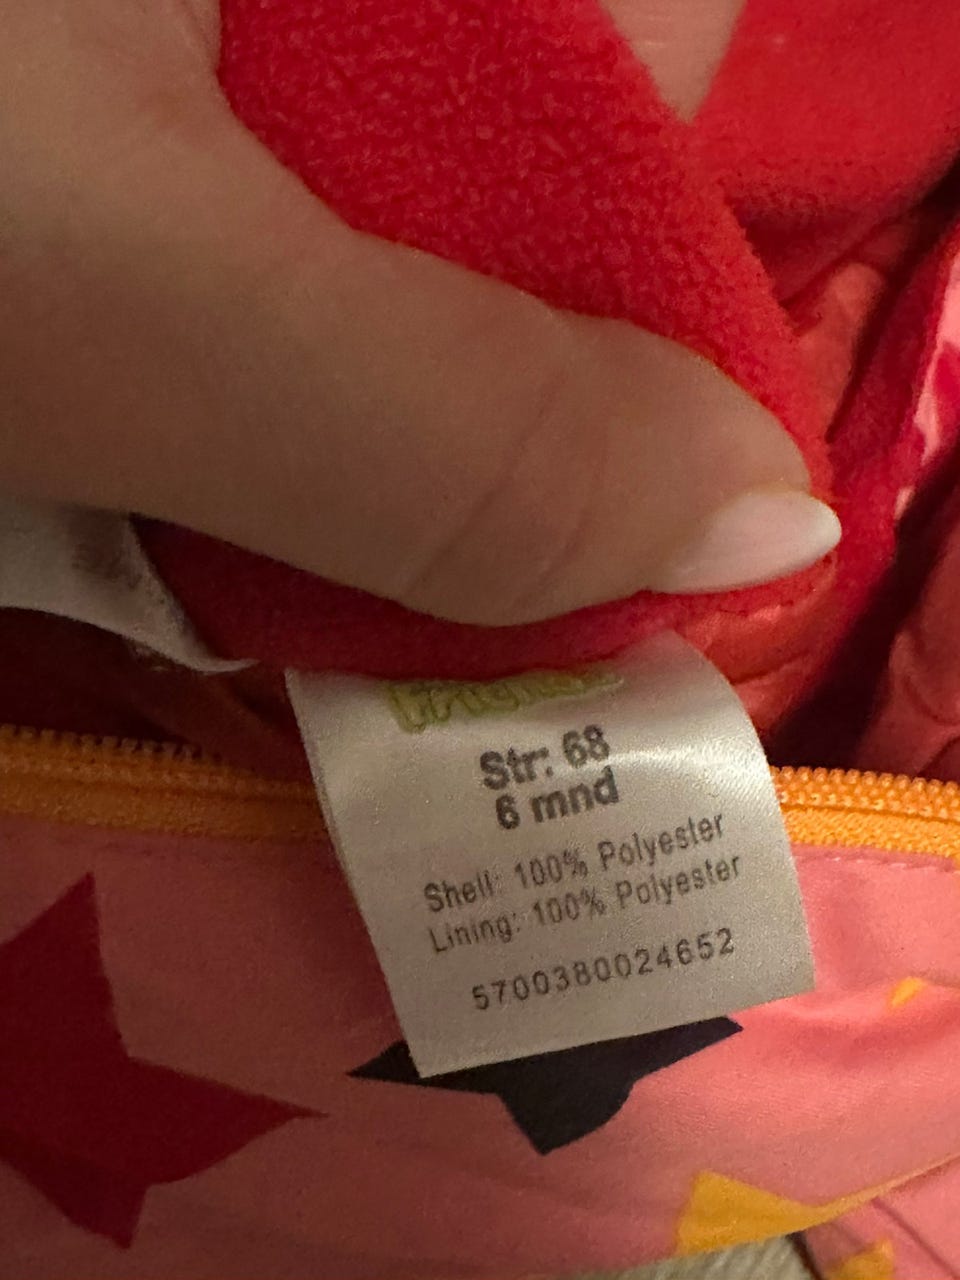 Str: 68
6 mnd
Shell: 100% Polyester
Lining: 100% Polyester
5700380024652